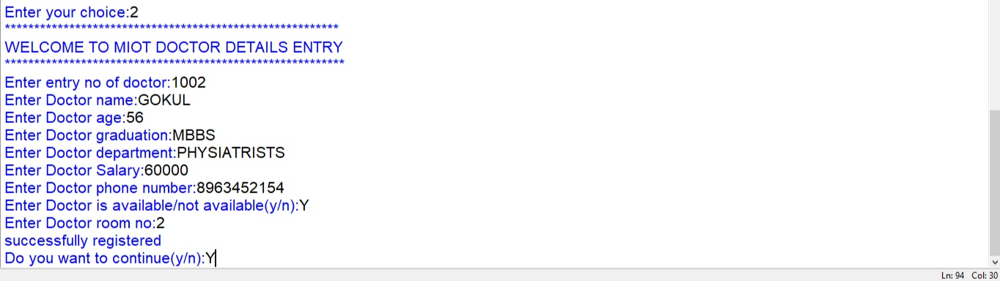 Enter your choice:2
*********************************************************
WELCOME TO MIOT DOCTOR DETAILS ENTRY
**********************************************************
Enter entry no of doctor:1002
Enter Doctor name:GOKUL
Enter Doctor age:56
Enter Doctor graduation:MBBS
Enter Doctor department:PHYSIATRISTS
Enter Doctor Salary:60000
Enter Doctor phone number:8963452154
Enter Doctor is available/not available(y/n):Y
Enter Doctor room no:2
successfully registered
Do you want to continue(y/n):Y
Ln: 94 Col: 30